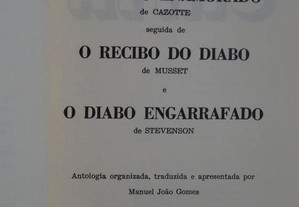 de CAZOTTE
seguida de
O RECIBO DO DIABO
de MUSSET
e
O DIABO ENGARRAFADO
de STEVENSON
Antologia organizada, traduzida e apresentada por
Manuel João Gomes